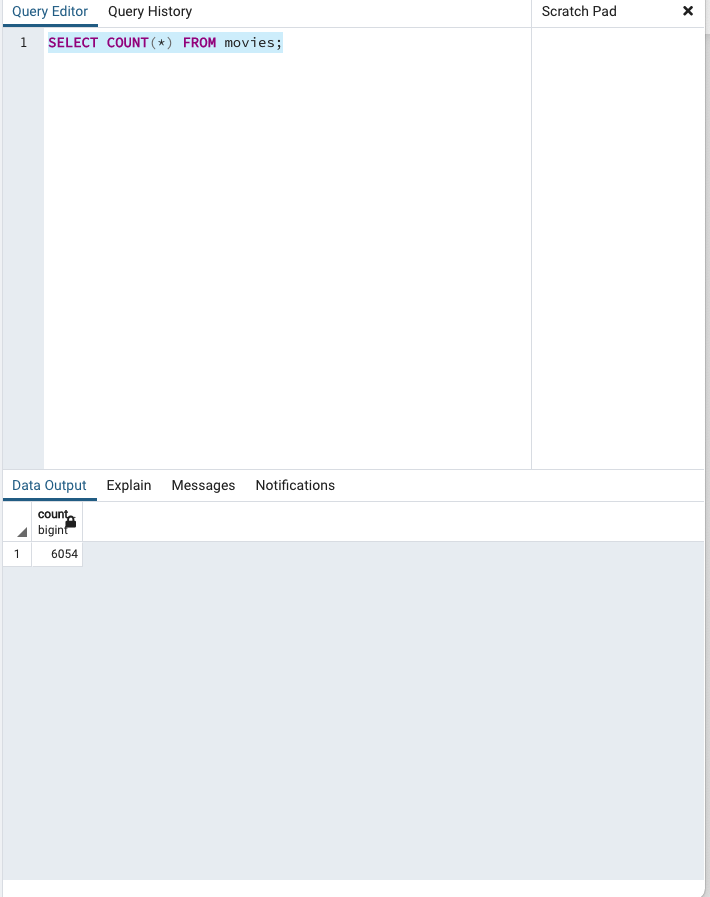 Query Editor Query History Scratch Pad ×
1 SELECT COUNT(*) FROM movies;
Data Output Explain Messages Notifications
count
bigint
1 6054